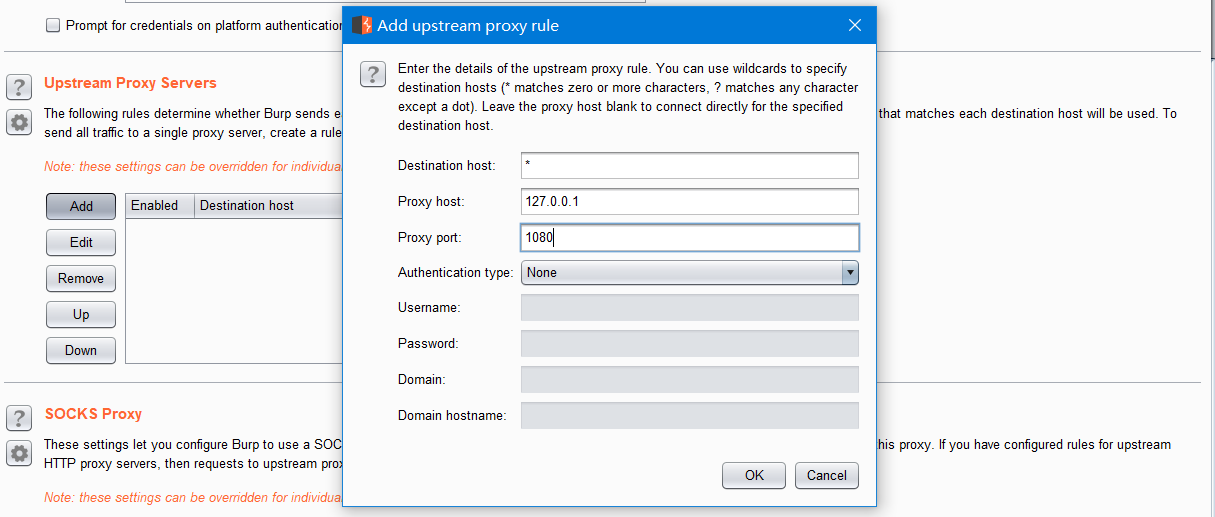 Prompt for credentials on platform authentication
Upstream Proxy Servers
The following rules determine whether Burp sends e
that matches each destination host will be used. To
send all traffic to a single proxy server, create a rule
Note: these settings can be overridden for individua
Add
Edit
Remove
Up
Down
Enabled
Destination host
SOCKS Proxy
These settings let you configure Burp to use a SOC
his proxy. If you have configured rules for upstream
HTTP proxy servers, then requests to upstream prox
Note: these settings can be overridden for individua
Add upstream proxy rule
?
Enter the details of the upstream proxy rule. You can use wildcards to specify
destination hosts (* matches zero or more characters, ? matches any character
except a dot). Leave the proxy host blank to connect directly for the specified
destination host.
Destination host: *
Proxy host: 127.0.0.1
Proxy port: 1080
Authentication type: None
Username:
Password:
Domain:
Domain hostname:
OK
Cancel